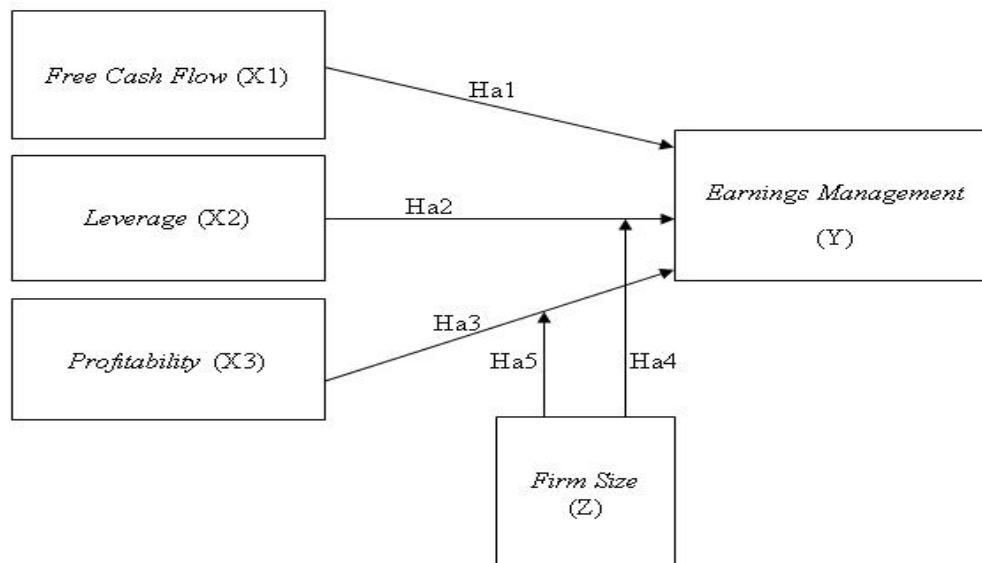 Free Cash Flow (X1)
Ha1
Earnings Management
(Y)
Leverage (X2)
Ha2
Profitability (X3)
Ha3
Ha5
Ha4
Firm Size
(Z)